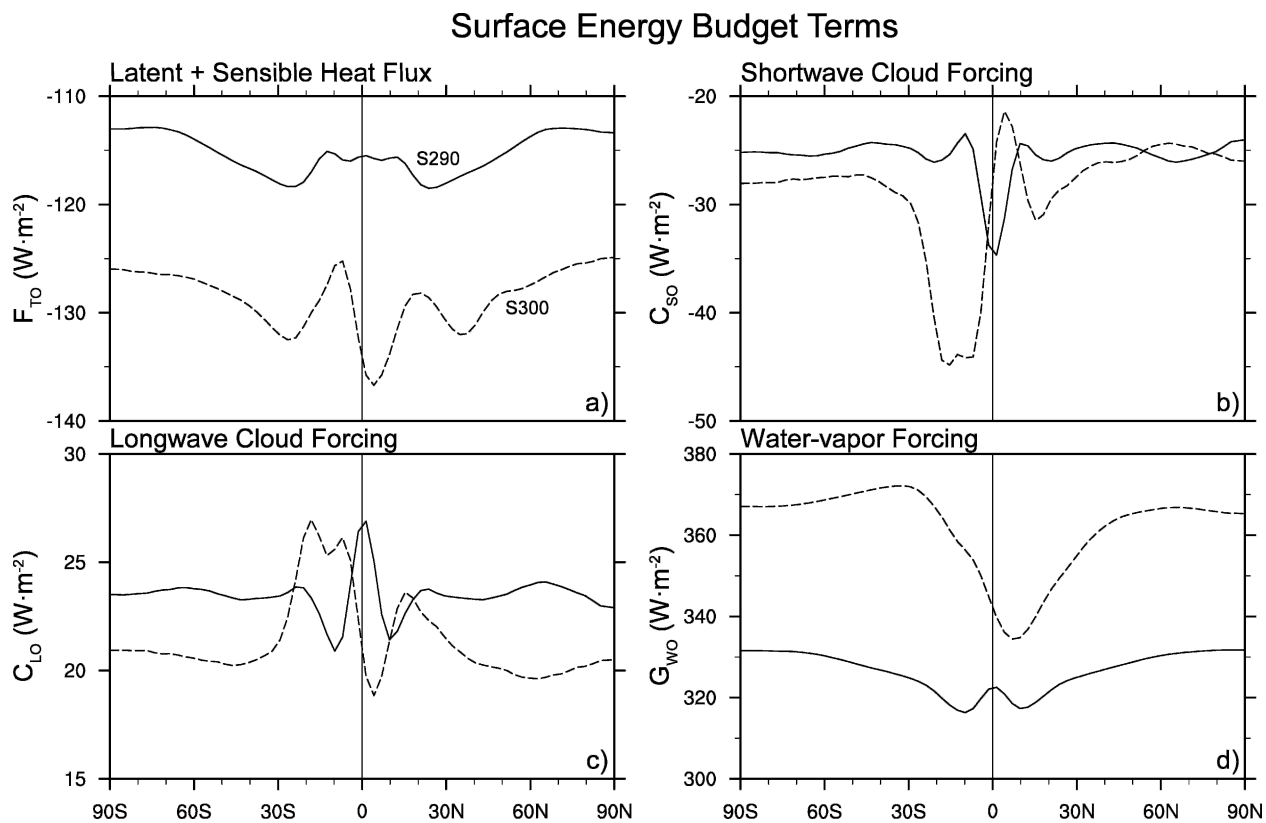 Surface Energy Budget Terms
Latent + Sensible Heat Flux
-110
-120
-130
-140
F_TO (W·m⁻²)
S290
S300
a)
Shortwave Cloud Forcing
-20
-30
-40
-50
C_SO (W·m⁻²)
b)
Longwave Cloud Forcing
30
25
20
15
C_LO (W·m⁻²)
c)
90S 60S 30S 0 30N 60N 90N
Water-vapor Forcing
380
360
340
320
300
G_WO (W·m⁻²)
d)
90S 60S 30S 0 30N 60N 90N